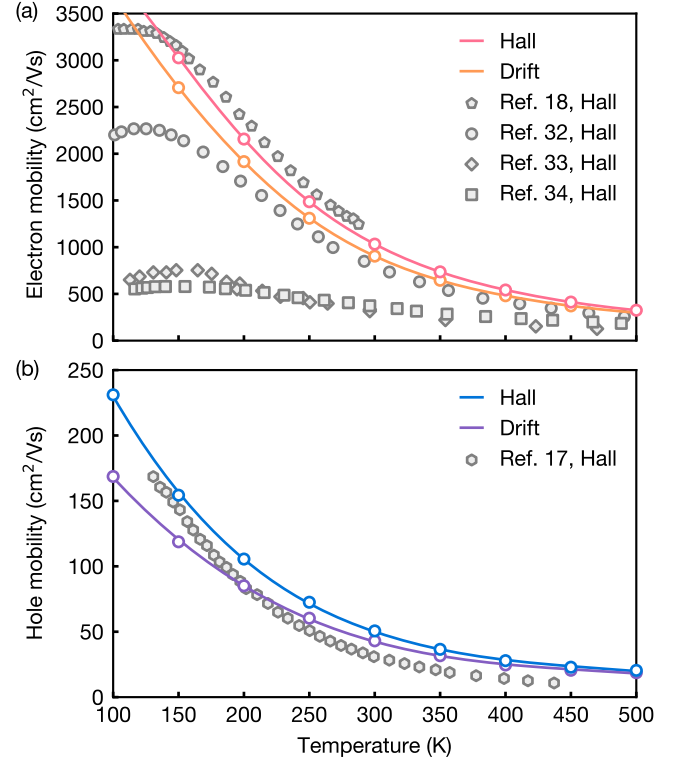 (a)
3500
3000
2500
2000
1500
1000
500
0
Electron mobility (cm²/Vs)
Hall
Drift
Ref. 18, Hall
Ref. 32, Hall
Ref. 33, Hall
Ref. 34, Hall
(b)
250
200
150
100
50
0
Hole mobility (cm²/Vs)
Hall
Drift
Ref. 17, Hall
100 150 200 250 300 350 400 450 500
Temperature (K)